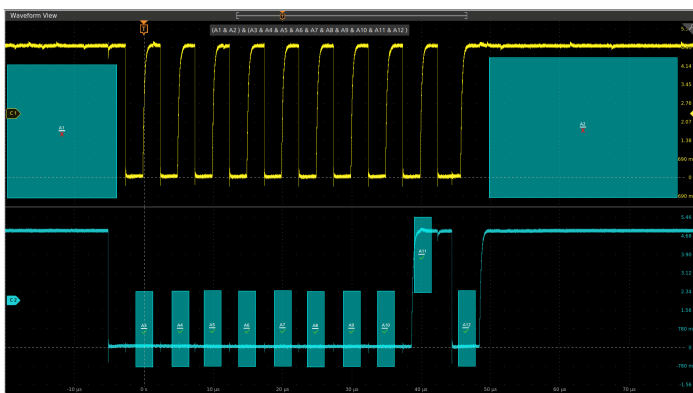 Waveform View
T
(A1 & A2 ) & (A3 & A4 & A5 & A6 & A7 & A8 & A9 & A10 & A11 & A12 )
4.14
3.45
2.76
2.07
1.38
690 m
0
-690 m
C1
A1
A2
5.46
4.68
3.90
3.12
2.34
1.56
780 m
0
-780 m
-1.56
C2
A3
A4
A5
A6
A7
A8
A9
A10
A11
A12
-10 µs
0 s
10 µs
20 µs
30 µs
40 µs
50 µs
60 µs
70 µs